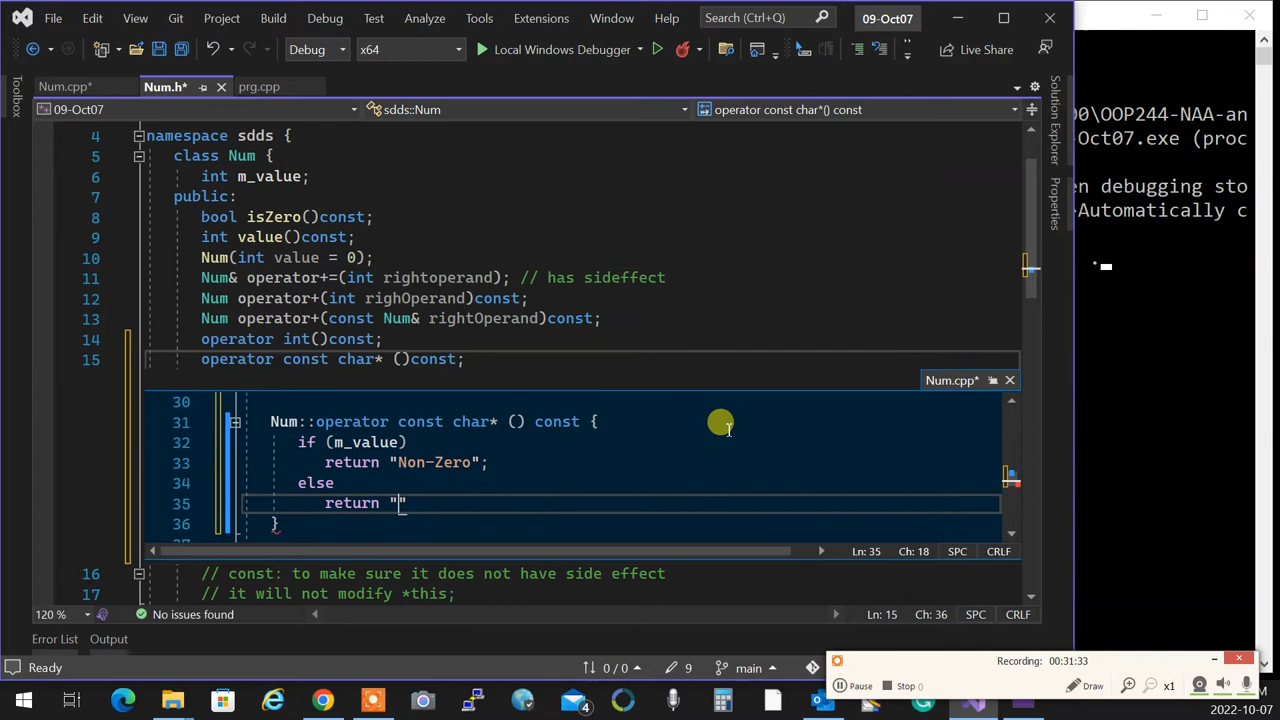 File Edit View Git Project Build Debug Test Analyze Tools Extensions Window Help Search (Ctrl+Q) 09-Oct07
Debug x64 Local Windows Debugger Live Share
Num.cpp* Num.h* prg.cpp
09-Oct07 sdds::Num operator const char*() const
Toolbox
Solution Explorer
Properties
4 namespace sdds {
5 class Num {
6 int m_value;
7 public:
8 bool isZero()const;
9 int value()const;
10 Num(int value = 0);
11 Num& operator+=(int rightoperand); // has sideffect
12 Num operator+(int righOperand)const;
13 Num operator+(const Num& rightOperand)const;
14 operator int()const;
15 operator const char* ()const;
Num.cpp*
30
31 Num::operator const char* () const {
32 if (m_value)
33 return "Non-Zero";
34 else
35 return ""
36 }
Ln: 35 Ch: 18 SPC CRLF
16 // const: to make sure it does not have side effect
17 // it will not modify *this;
120 % No issues found Ln: 15 Ch: 36 SPC CRLF
Error List Output
Ready 0 / 0 9 main
00\OOP244-NAA-an
-Oct07.exe (proc
en debugging sto
>Automatically c
Recording: 00:31:33
Pause Stop x1 Draw
4
2022-10-07